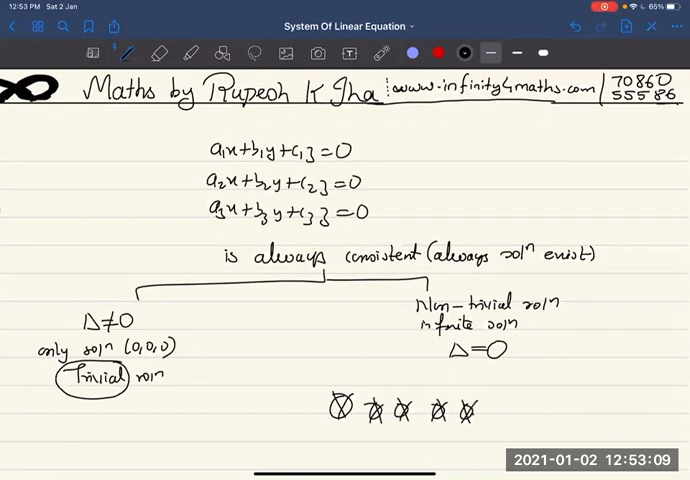 12:53 PM Sat 2 Jan
65%
System Of Linear Equation
Maths by Rupesh K Jha www.infinity4maths.com / 70860 55586
a₁x+b₁y+c₁z=0
a₂x+b₂y+c₂z=0
a₃x+b₃y+c₃z=0
is always consistent (always solⁿ exist)
Δ≠0
only solⁿ (0,0,0)
Trivial solⁿ
Non-trivial solⁿ
infinite solⁿ
Δ=0
2021-01-02 12:53:09